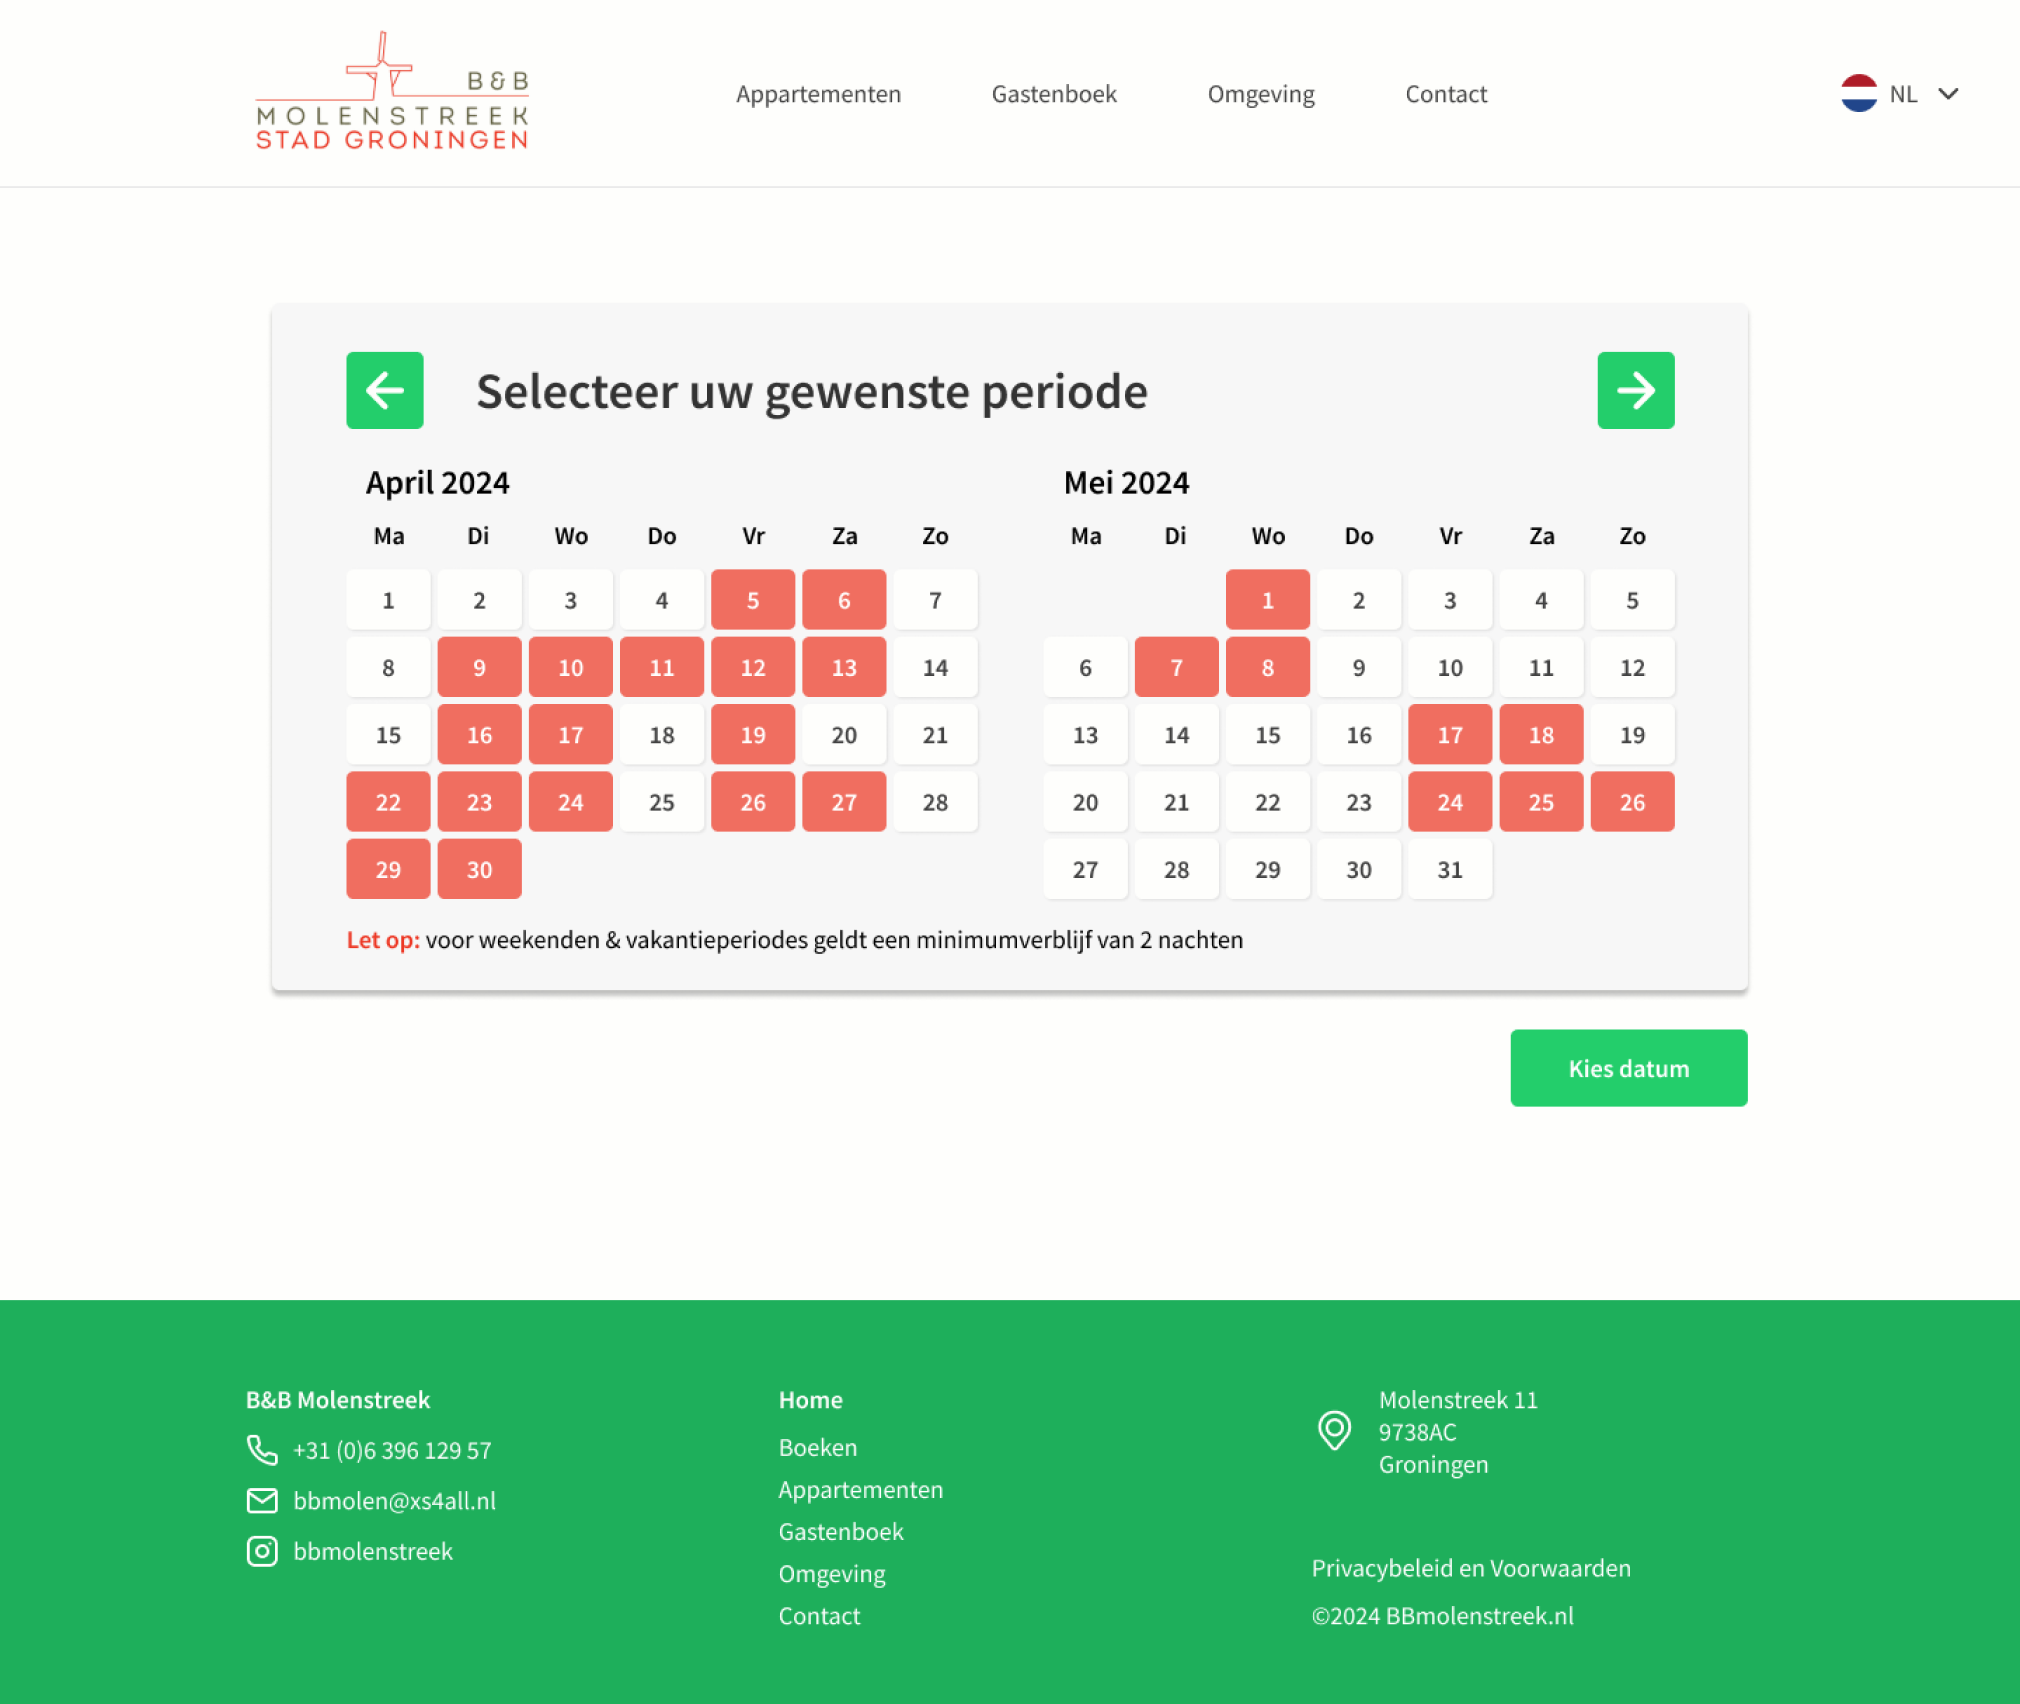 B&B
MOLENSTREEK
STAD GRONINGEN
Appartementen Gastenboek Omgeving Contact NL
Selecteer uw gewenste periode
April 2024
Ma Di Wo Do Vr Za Zo
1 2 3 4 5 6 7
8 9 10 11 12 13 14
15 16 17 18 19 20 21
22 23 24 25 26 27 28
29 30
Mei 2024
Ma Di Wo Do Vr Za Zo
1 2 3 4 5
6 7 8 9 10 11 12
13 14 15 16 17 18 19
20 21 22 23 24 25 26
27 28 29 30 31
Let op: voor weekenden & vakantieperiodes geldt een minimumverblijf van 2 nachten
Kies datum
B&B Molenstreek
+31 (0)6 396 129 57
bbmolen@xs4all.nl
bbmolenstreek
Home
Boeken
Appartementen
Gastenboek
Omgeving
Contact
Molenstreek 11
9738AC
Groningen
Privacybeleid en Voorwaarden
©2024 BBmolenstreek.nl